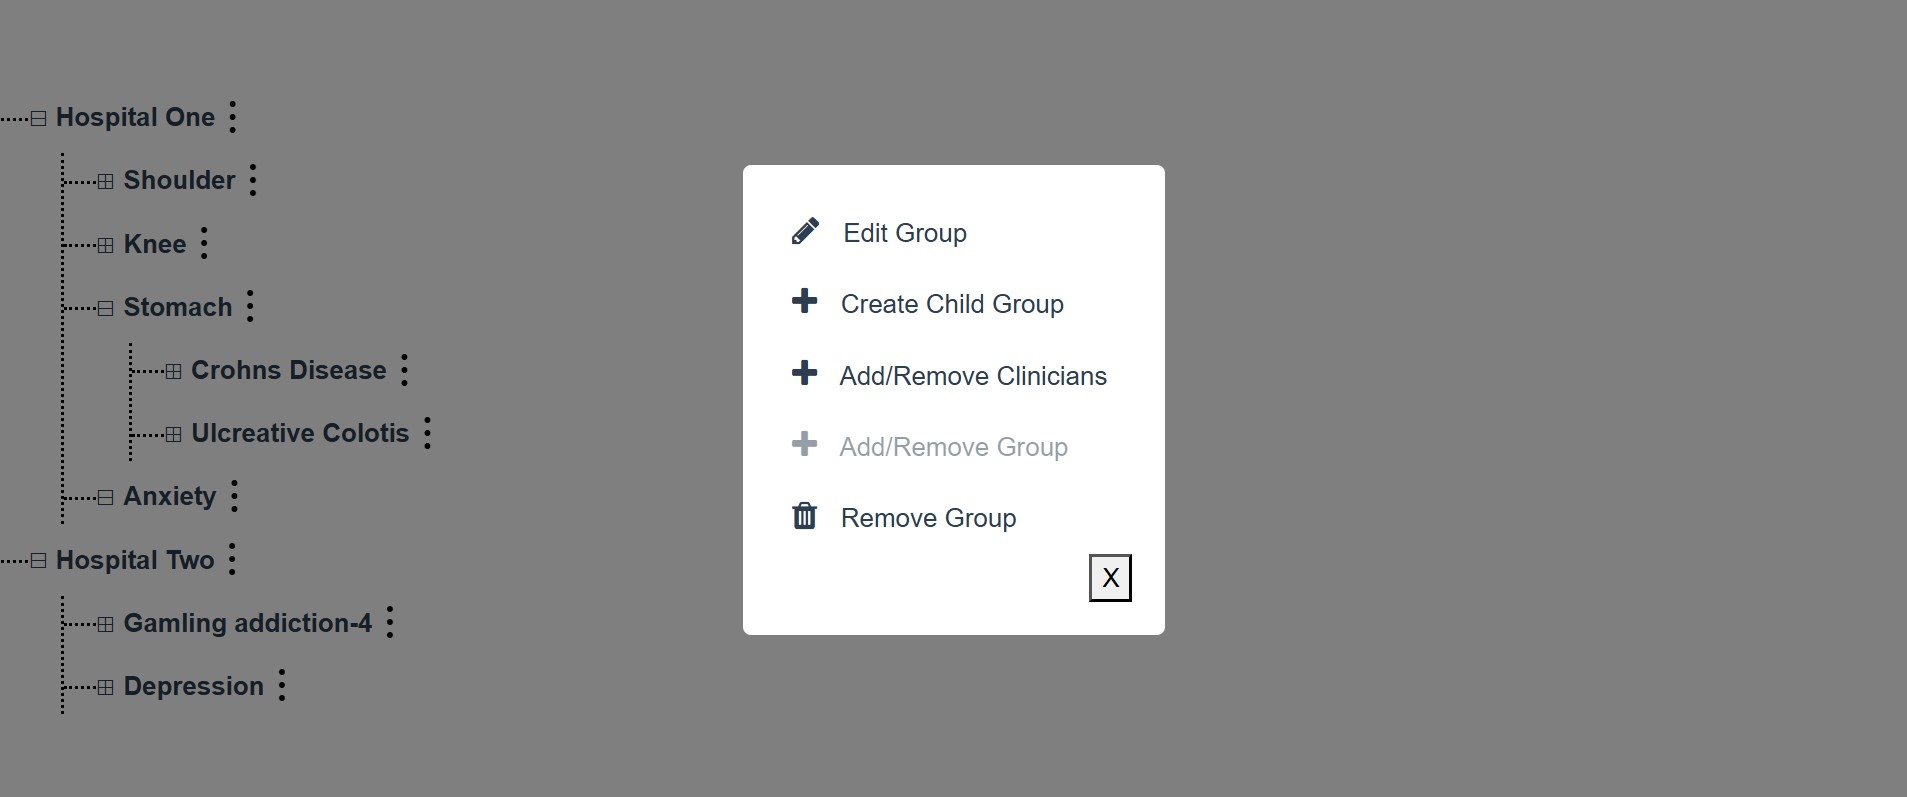 Hospital One
Shoulder
Knee
Stomach
Crohns Disease
Ulcreative Colotis
Anxiety
Hospital Two
Gamling addiction-4
Depression
Edit Group
Create Child Group
Add/Remove Clinicians
Add/Remove Group
Remove Group
X